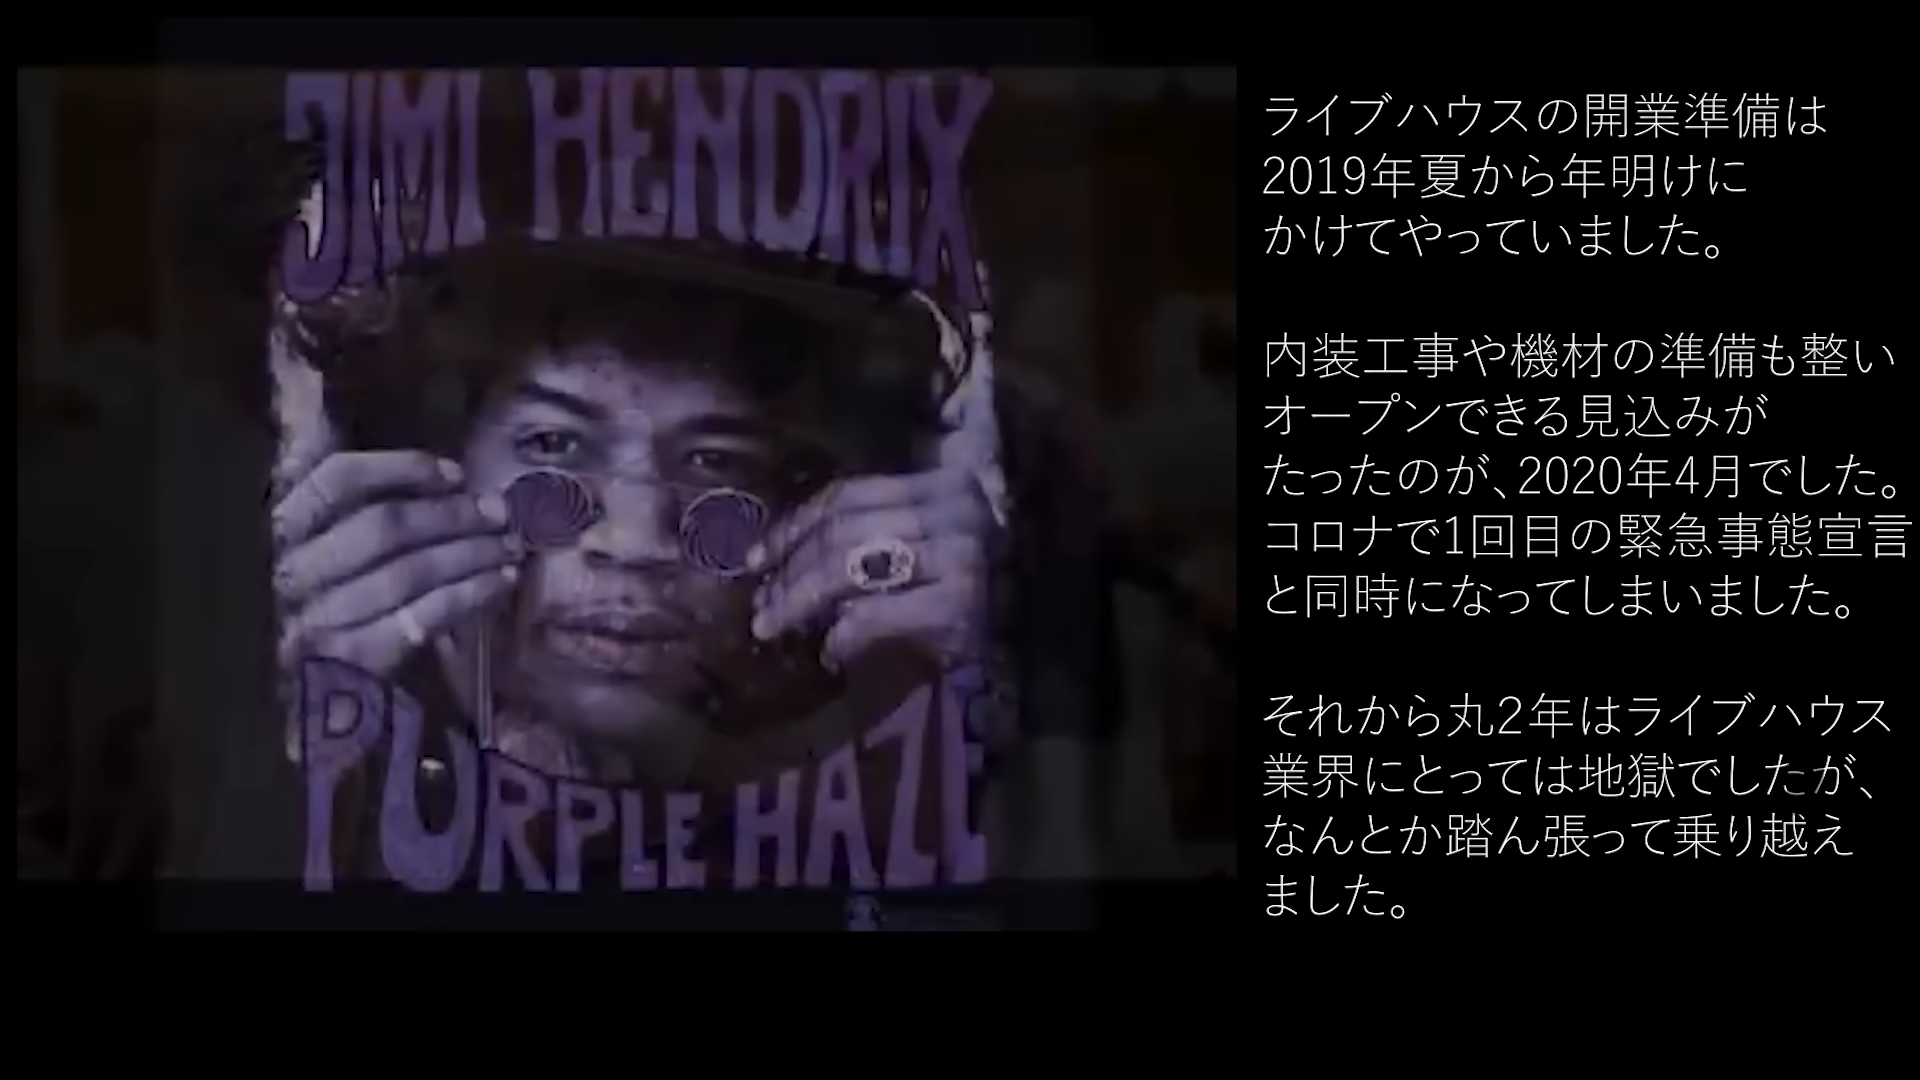 JIMI HENDRIX
PURPLE HAZE
ライブハウスの開業準備は
2019年夏から年明けに
かけてやっていました。
内装工事や機材の準備も整い
オープンできる見込みが
たったのが、2020年4月でした。
コロナで1回目の緊急事態宣言
と同時になってしまいました。
それから丸2年はライブハウス
業界にとっては地獄でしたが、
なんとか踏ん張って乗り越え
ました。